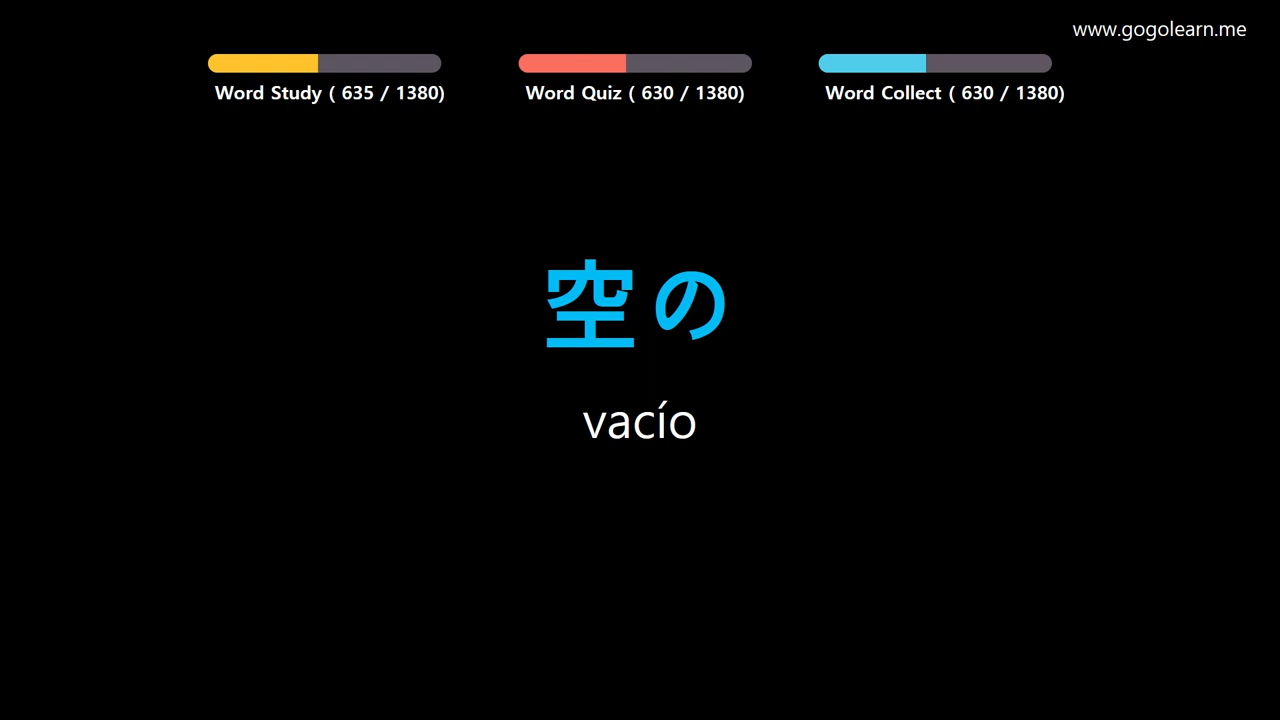 www.gogolearn.me
Word Study ( 635 / 1380)
Word Quiz ( 630 / 1380)
Word Collect ( 630 / 1380)
空の
vacío